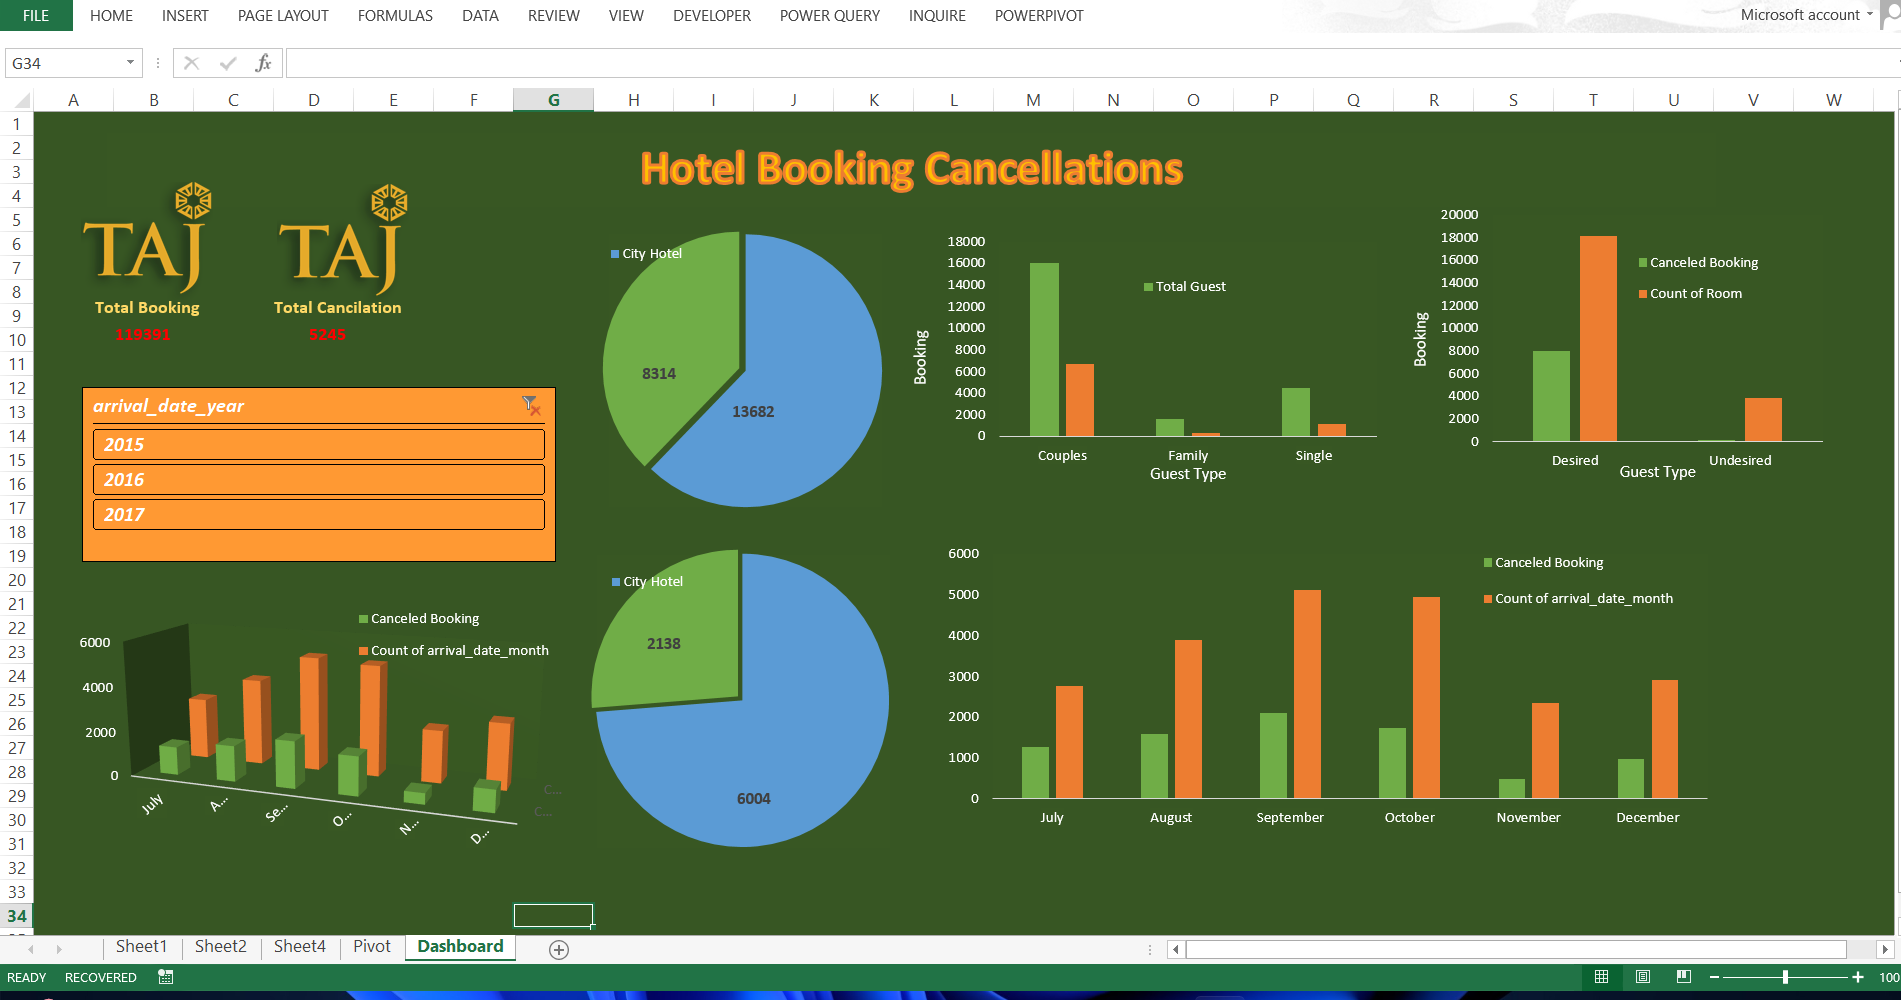 FILE HOME INSERT PAGE LAYOUT FORMULAS DATA REVIEW VIEW DEVELOPER POWER QUERY INQUIRE POWERPIVOT Microsoft account
G34 fx
A B C D E F G H I J K L M N O P Q R S T U V W
1
2
3
4
5
6
7
8
9
10
11
12
13
14
15
16
17
18
19
20
21
22
23
24
25
26
27
28
29
30
31
32
33
34
Hotel Booking Cancellations
TAJ
Total Booking
119391
TAJ
Total Cancilation
5245
arrival_date_year
2015
2016
2017
City Hotel
8314
13682
18000
16000
14000
12000
10000
8000
6000
4000
2000
0
Booking
Total Guest
Couples Family Single
Guest Type
20000
18000
16000
14000
12000
10000
8000
6000
4000
2000
0
Booking
Canceled Booking
Count of Room
Desired Undesired
Guest Type
Canceled Booking
Count of arrival_date_month
6000
4000
2000
0
July A... Se... O... N... D...
C...
C...
City Hotel
2138
6004
6000
5000
4000
3000
2000
1000
0
Canceled Booking
Count of arrival_date_month
July August September October November December
Sheet1 Sheet2 Sheet4 Pivot Dashboard
READY RECOVERED 100